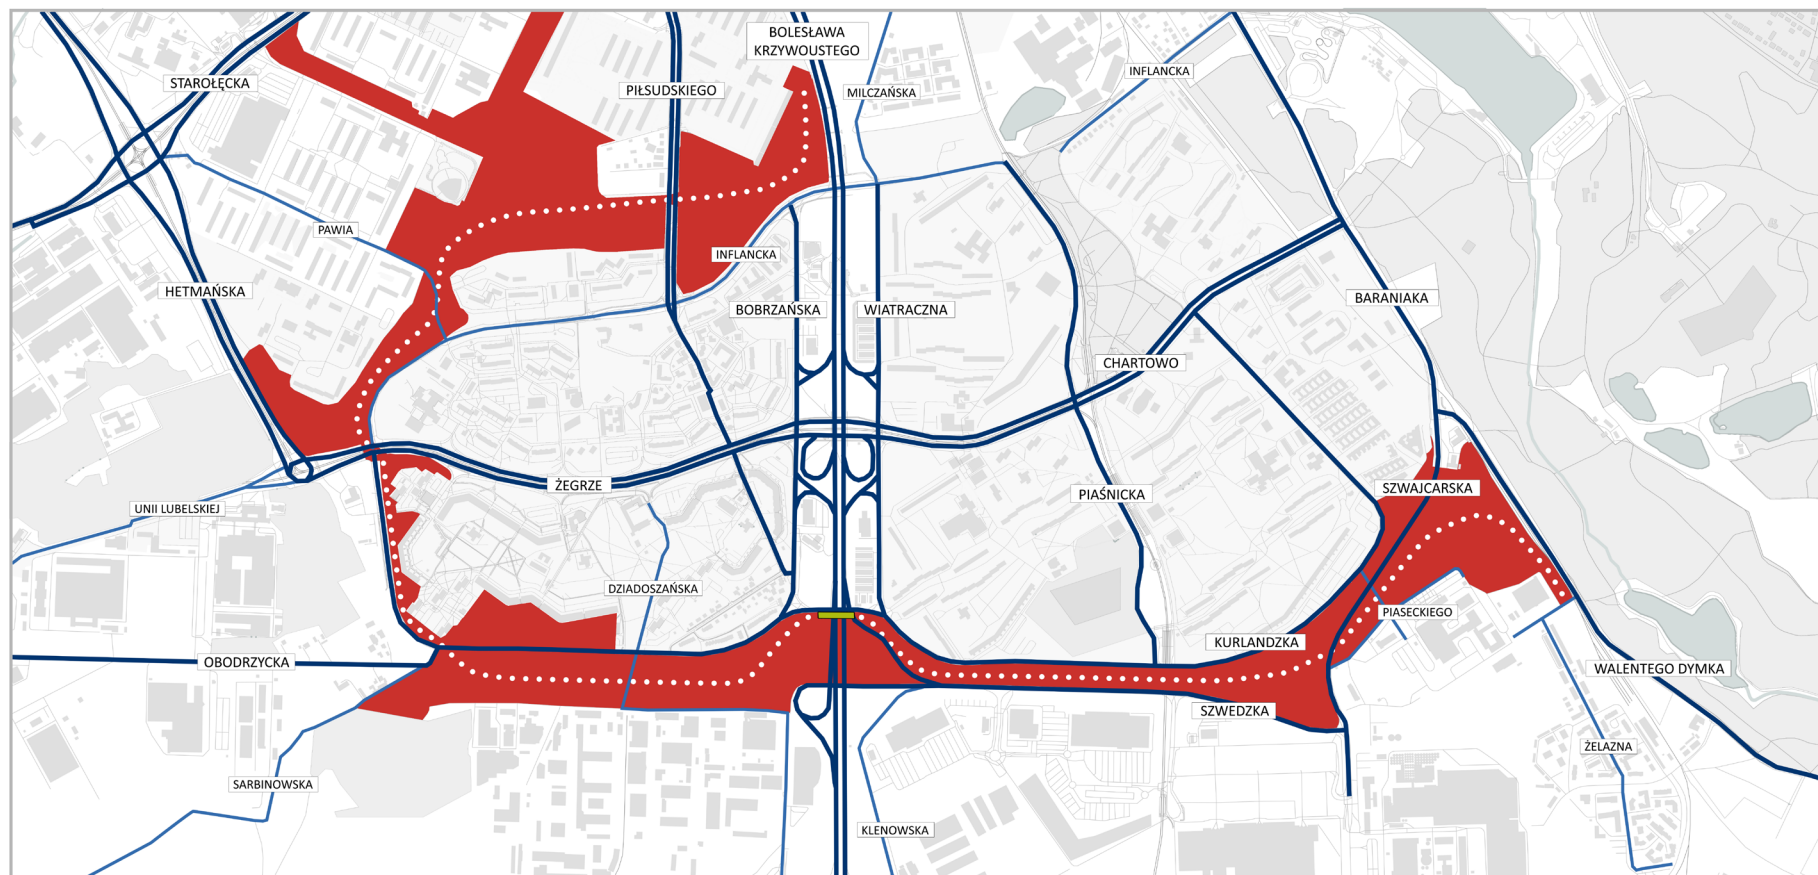 BOLESŁAWA
KRZYWOUSTEGO
STAROŁĘCKA
PIŁSUDSKIEGO
MILCZAŃSKA
INFLANCKA
PAWIA
INFLANCKA
HETMAŃSKA
BOBRZAŃSKA
WIATRACZNA
BARANIAKA
CHARTOWO
ŻEGRZE
PIAŚNICKA
SZWAJCARSKA
UNII LUBELSKIEJ
DZIADOSZAŃSKA
PIASECKIEGO
KURLANDZKA
OBODRZYCKA
WALENTEGO DYMKA
SZWEDZKA
ŻELAZNA
SARBINOWSKA
KLENOWSKA